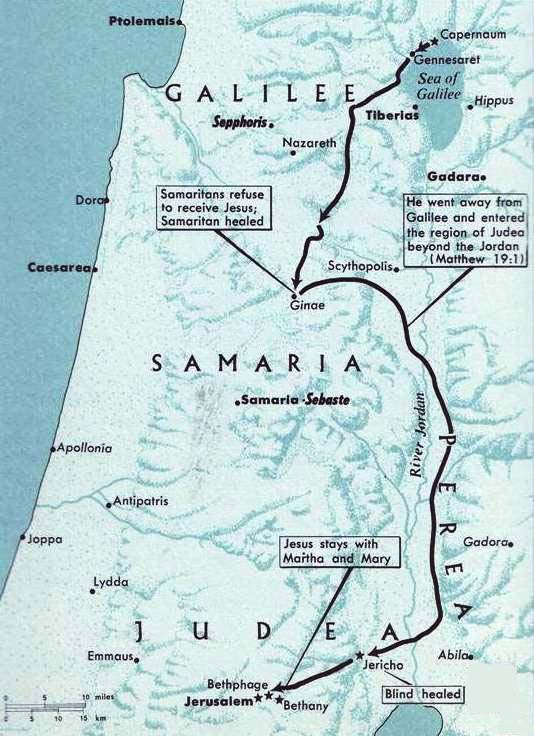 Ptolemais
Capernaum
Gennesaret
Sea of
Galilee
GALILEE
Hippus
Tiberias
Sepphoris
Nazareth
Gadara
Samaritans refuse
to receive Jesus;
Samaritan healed
He went away from
Galilee and entered
the region of Judea
beyond the Jordan
(Matthew 19:1)
Dora
Caesarea
Scythopolis
Ginae
SAMARIA
Samaria-Sebaste
River Jordan
PEREA
Apollonia
Antipatris
Joppa
Gadora
Jesus stays with
Martha and Mary
Lydda
JUDEA
Emmaus
Jericho
Abila
Bethphage
Jerusalem
Bethany
Blind healed
0 5 10 miles
0 5 10 15 km